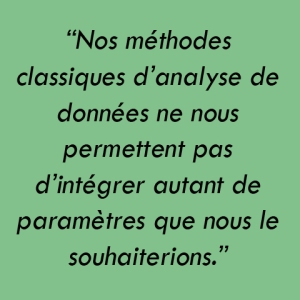 “Nos méthodes
classiques d’analyse de
données ne nous
permettent pas
d’intégrer autant de
paramètres que nous le
souhaiterions.”